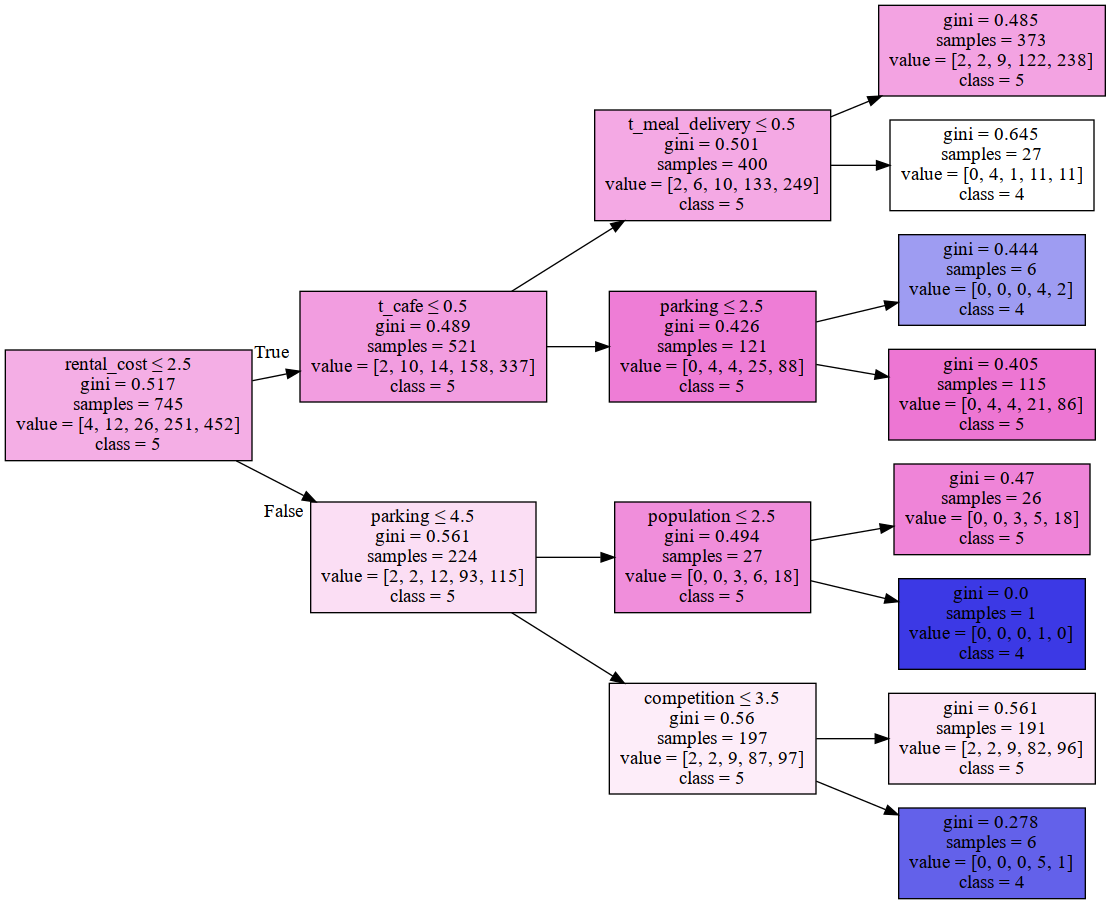 rental_cost ≤ 2.5
gini = 0.517
samples = 745
value = [4, 12, 26, 251, 452]
class = 5
True
False
t_cafe ≤ 0.5
gini = 0.489
samples = 521
value = [2, 10, 14, 158, 337]
class = 5
parking ≤ 4.5
gini = 0.561
samples = 224
value = [2, 2, 12, 93, 115]
class = 5
t_meal_delivery ≤ 0.5
gini = 0.501
samples = 400
value = [2, 6, 10, 133, 249]
class = 5
parking ≤ 2.5
gini = 0.426
samples = 121
value = [0, 4, 4, 25, 88]
class = 5
population ≤ 2.5
gini = 0.494
samples = 27
value = [0, 0, 3, 6, 18]
class = 5
competition ≤ 3.5
gini = 0.56
samples = 197
value = [2, 2, 9, 87, 97]
class = 5
gini = 0.485
samples = 373
value = [2, 2, 9, 122, 238]
class = 5
gini = 0.645
samples = 27
value = [0, 4, 1, 11, 11]
class = 4
gini = 0.444
samples = 6
value = [0, 0, 0, 4, 2]
class = 4
gini = 0.405
samples = 115
value = [0, 4, 4, 21, 86]
class = 5
gini = 0.47
samples = 26
value = [0, 0, 3, 5, 18]
class = 5
gini = 0.0
samples = 1
value = [0, 0, 0, 1, 0]
class = 4
gini = 0.561
samples = 191
value = [2, 2, 9, 82, 96]
class = 5
gini = 0.278
samples = 6
value = [0, 0, 0, 5, 1]
class = 4